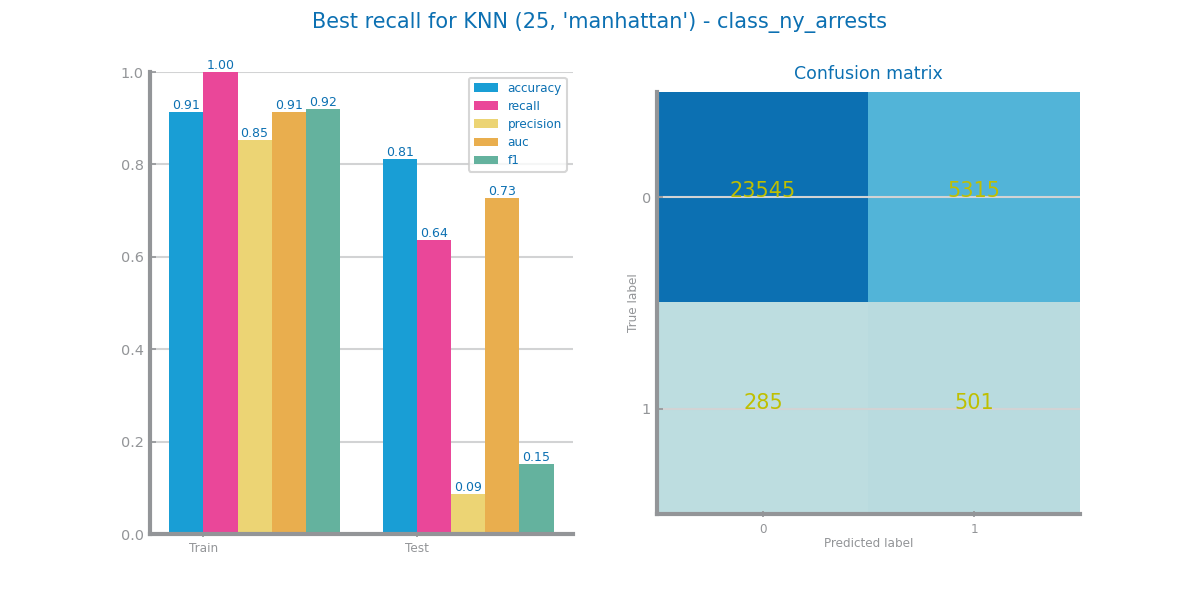 Best recall for KNN (25, 'manhattan') - class_ny_arrests
1.0
0.8
0.6
0.4
0.2
0.0
0.91
1.00
0.85
0.91
0.92
0.81
0.64
0.09
0.73
0.15
accuracy
recall
precision
auc
f1
Train
Test
Confusion matrix
True label
0
1
23545
5315
285
501
0
1
Predicted label